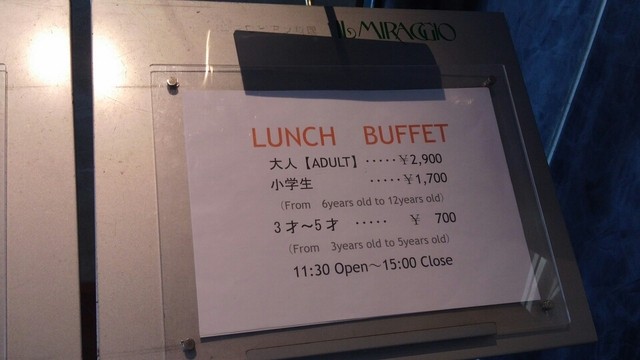 IL MIRAGGIO
LUNCH BUFFET
大人【ADULT】‥‥‥￥2,900
小学生 ‥‥‥￥1,700
(From 6years old to 12years old)
3才～5才 ‥‥‥ ￥ 700
(From 3years old to 5years old)
11:30 Open～15:00 Close